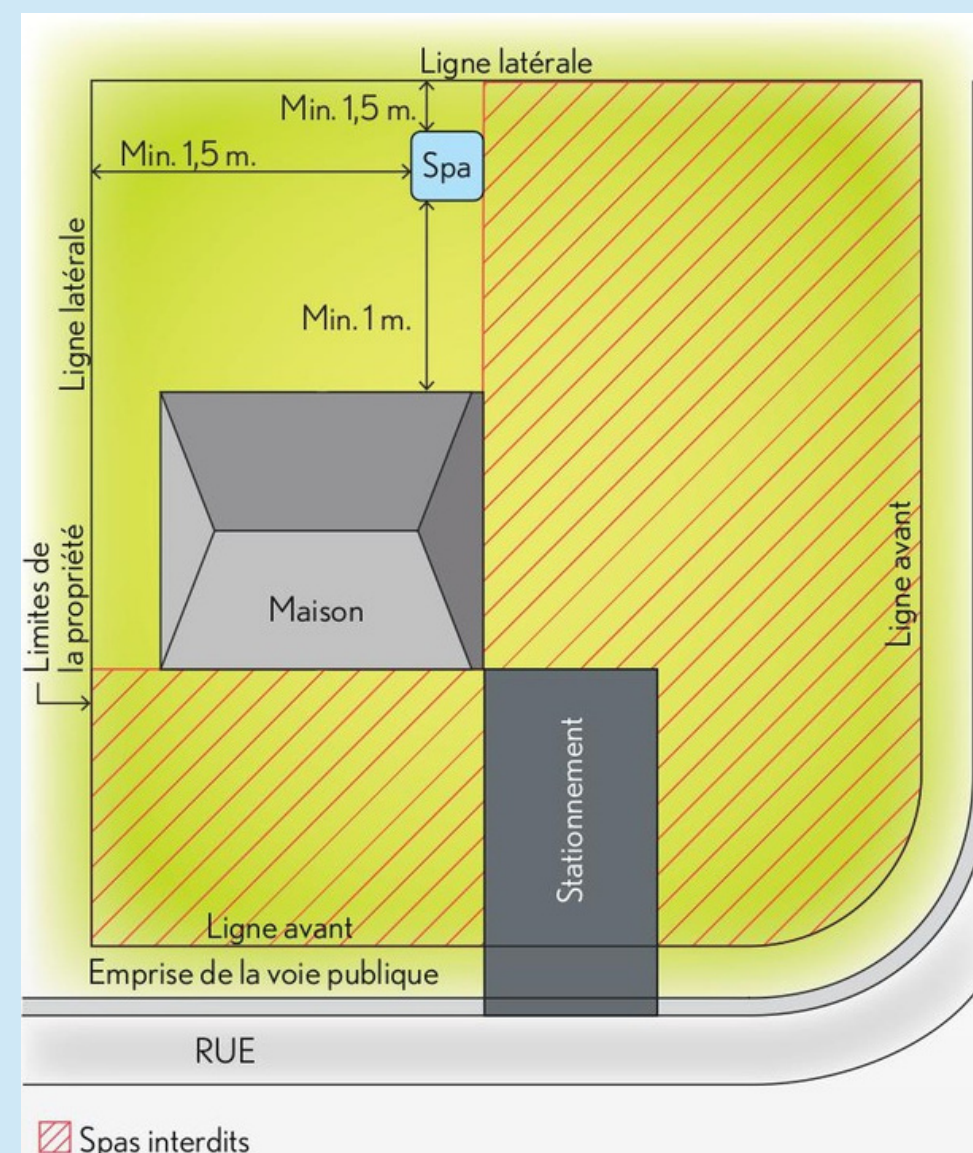 Ligne latérale
Min. 1,5 m.
Min. 1,5 m.
Spa
Ligne latérale
Min. 1 m.
Limites de
la propriété
Maison
Ligne avant
Stationnement
Ligne avant
Emprise de la voie publique
RUE
Spas interdits